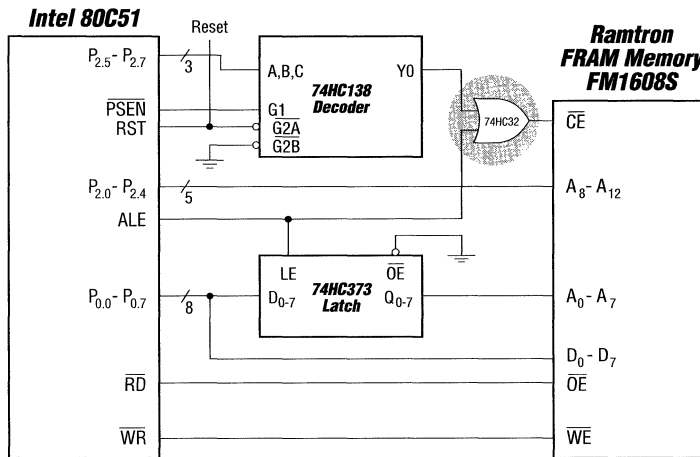 Intel 80C51
Reset
Ramtron
FRAM Memory
FM1608S
P2.5 - P2.7
3
A,B,C
74HC138
Decoder
Y0
PSEN
G1
RST
G2A
G2B
74HC32
CE
P2.0 - P2.4
5
A8 - A12
ALE
LE
OE
P0.0 - P0.7
8
D0-7
74HC373
Latch
Q0-7
A0 - A7
D0 - D7
RD
OE
WR
WE